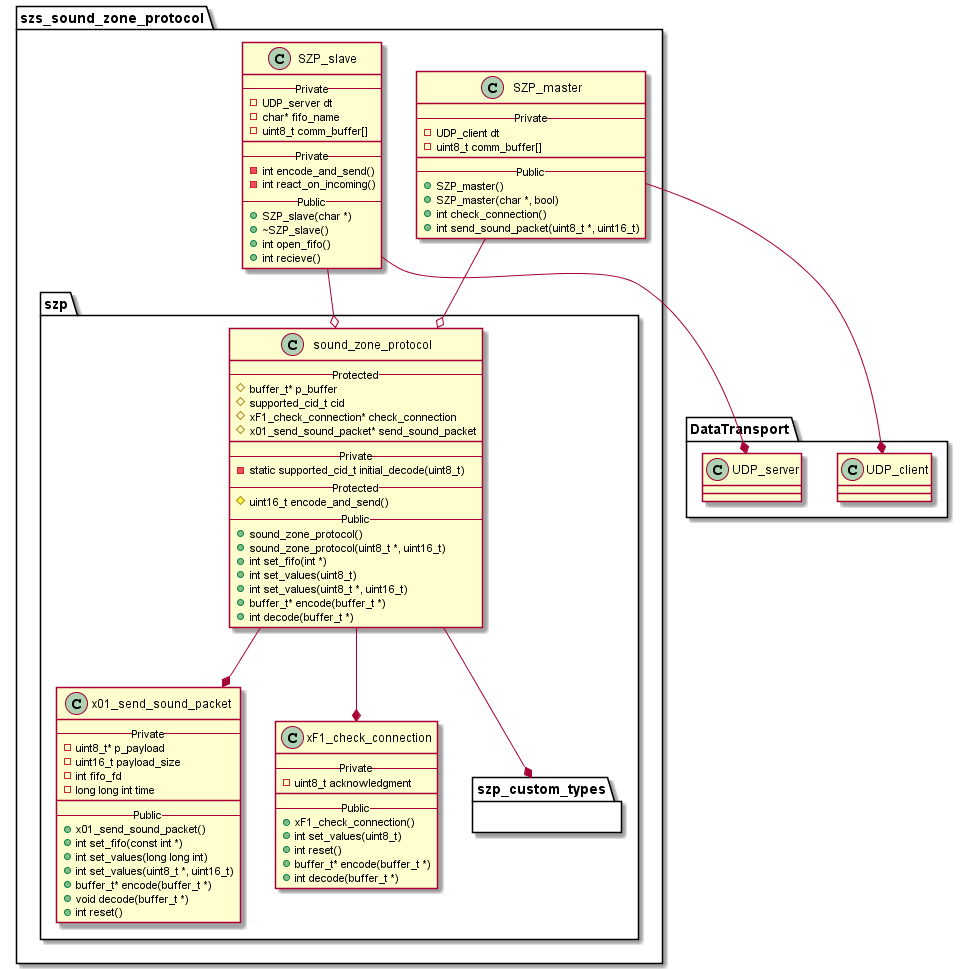 szs_sound_zone_protocol
C SZP_slave
Private
UDP_server dt
char* fifo_name
uint8_t comm_buffer[]
Private
int encode_and_send()
int react_on_incoming()
Public
SZP_slave(char *)
~SZP_slave()
int open_fifo()
int recieve()
C SZP_master
Private
UDP_client dt
uint8_t comm_buffer[]
Public
SZP_master()
SZP_master(char *, bool)
int check_connection()
int send_sound_packet(uint8_t *, uint16_t)
szp
C sound_zone_protocol
Protected
buffer_t* p_buffer
supported_cid_t cid
xF1_check_connection* check_connection
x01_send_sound_packet* send_sound_packet
Private
static supported_cid_t initial_decode(uint8_t)
Protected
uint16_t encode_and_send()
Public
sound_zone_protocol()
sound_zone_protocol(uint8_t *, uint16_t)
int set_fifo(int *)
int set_values(uint8_t)
int set_values(uint8_t *, uint16_t)
buffer_t* encode(buffer_t *)
int decode(buffer_t *)
DataTransport
C UDP_server
C UDP_client
C x01_send_sound_packet
Private
uint8_t* p_payload
uint16_t payload_size
int fifo_fd
long long int time
Public
x01_send_sound_packet()
int set_fifo(const int *)
int set_values(long long int)
int set_values(uint8_t *, uint16_t)
buffer_t* encode(buffer_t *)
void decode(buffer_t *)
int reset()
C xF1_check_connection
Private
uint8_t acknowledgment
Public
xF1_check_connection()
int set_values(uint8_t)
int reset()
buffer_t* encode(buffer_t *)
int decode(buffer_t *)
szp_custom_types